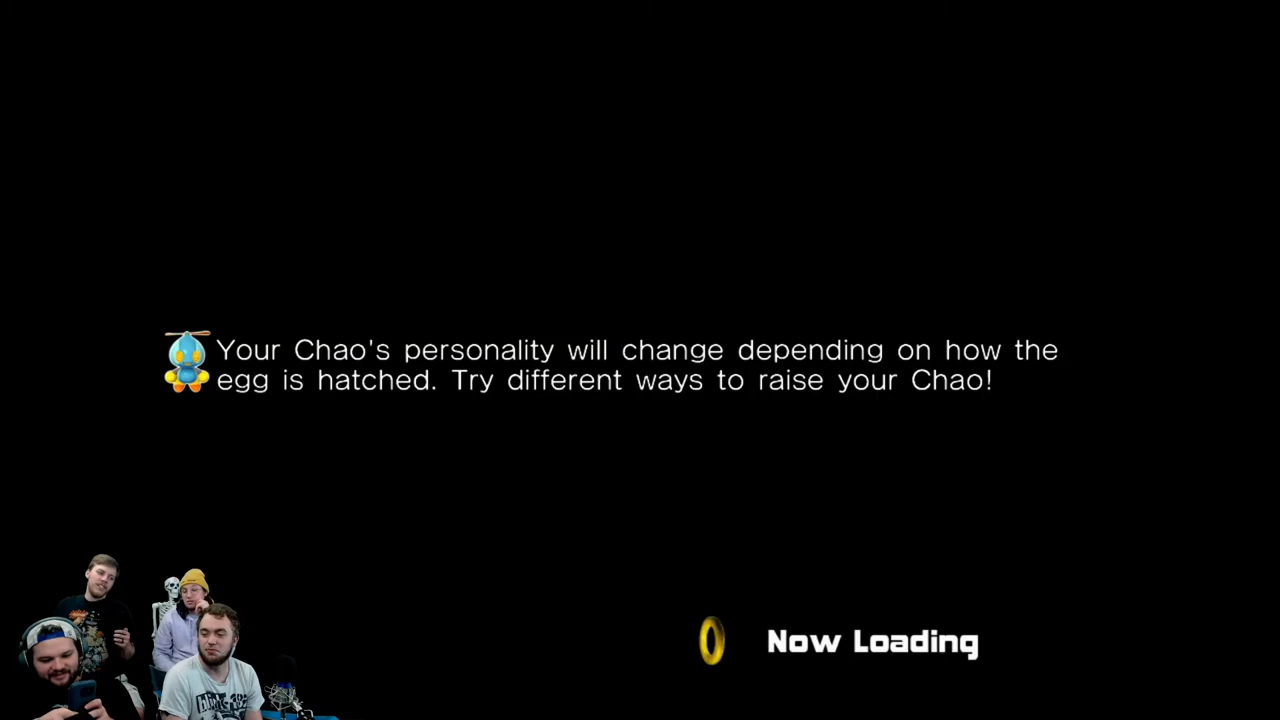 Your Chao's personality will change depending on how the
egg is hatched. Try different ways to raise your Chao!
Now Loading